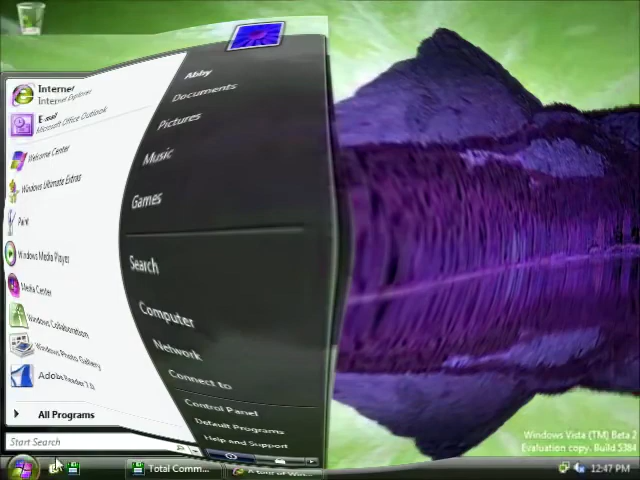 Internet
Internet Explorer
E-mail
Microsoft Office Outlook
Welcome Center
Windows Ultimate Extras
Paint
Windows Media Player
Media Center
Windows Collaboration
Windows Photo Gallery
Adobe Reader 7.0
All Programs
Start Search
Abby
Documents
Pictures
Music
Games
Search
Computer
Network
Connect to
Control Panel
Default Programs
Help and Support
Windows Vista (TM) Beta 2
Evaluation copy. Build 5384
Total Comm...
12:47 PM